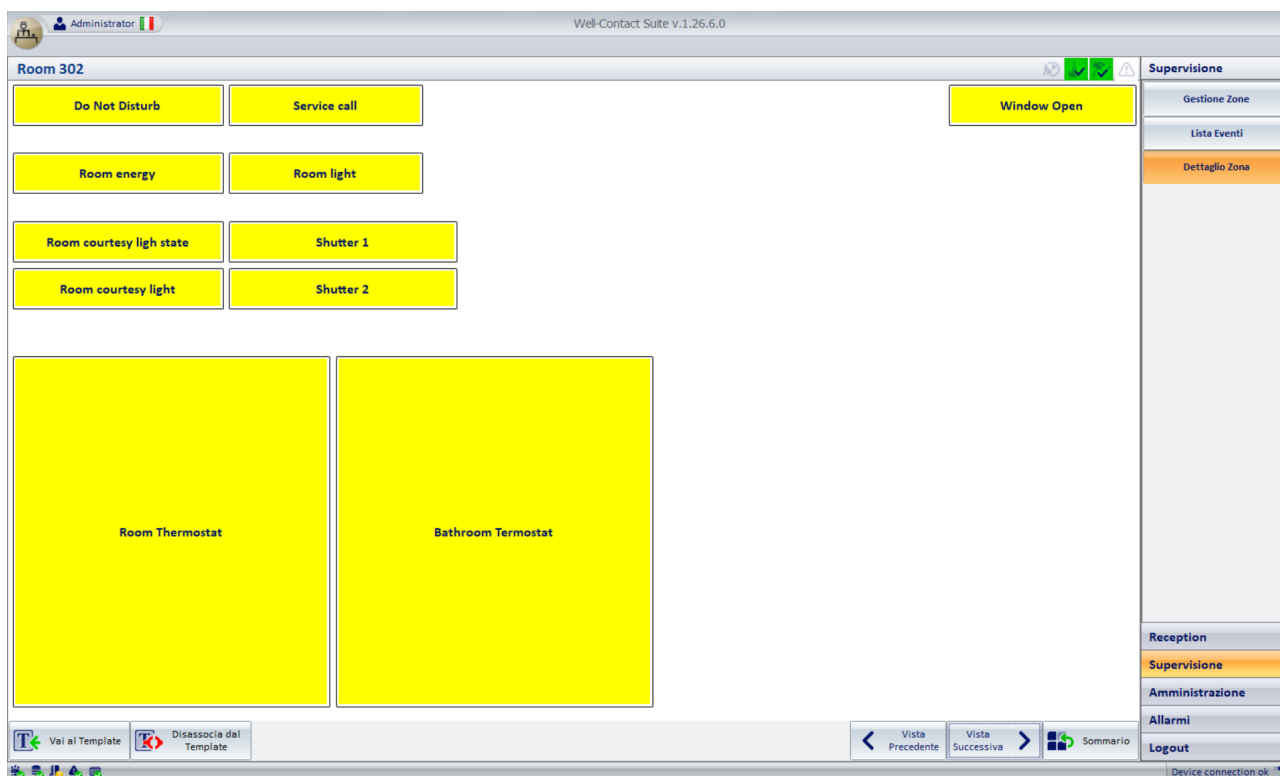 Administrator
Well-Contact Suite v.1.26.6.0
Room 302
Supervisione
Do Not Disturb
Service call
Window Open
Gestione Zone
Lista Eventi
Room energy
Room light
Dettaglio Zona
Room courtesy ligh state
Shutter 1
Room courtesy light
Shutter 2
Room Thermostat
Bathroom Termostat
Reception
Supervisione
Amministrazione
Allarmi
Logout
Vai al Template
Disassocia dal
Template
Vista
Precedente
Vista
Successiva
Sommario
Device connection ok